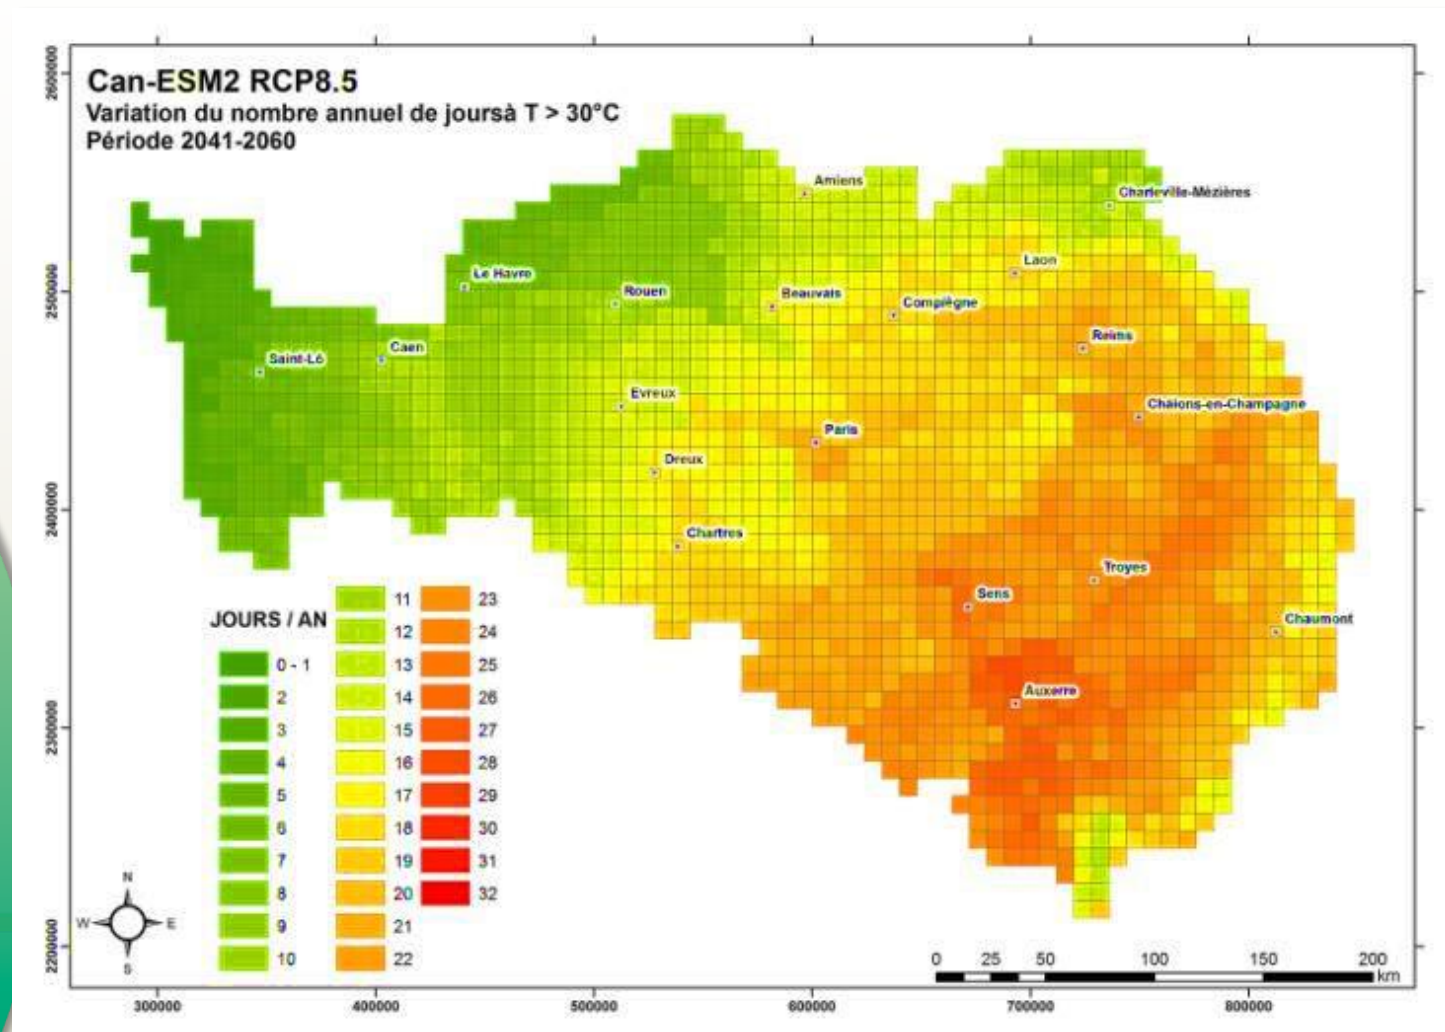 Can-ESM2 RCP8.5
Variation du nombre annuel de joursà T > 30°C
Période 2041-2060
2600000
2500000
2400000
2300000
2200000
Amiens
Charleville-Mézières
Laon
Le Havre
Rouen
Beauvais
Compiègne
Reims
Caen
Saint-Lô
Evreux
Chalons-en-Champagne
Paris
Dreux
Chartres
Troyes
Sens
Chaumont
Auxerre
JOURS / AN
0 - 1
2
3
4
5
6
7
8
9
10
11
12
13
14
15
16
17
18
19
20
21
22
23
24
25
26
27
28
29
30
31
32
N
W E
S
0 25 50 100 150 200
km
300000 400000 500000 600000 700000 800000